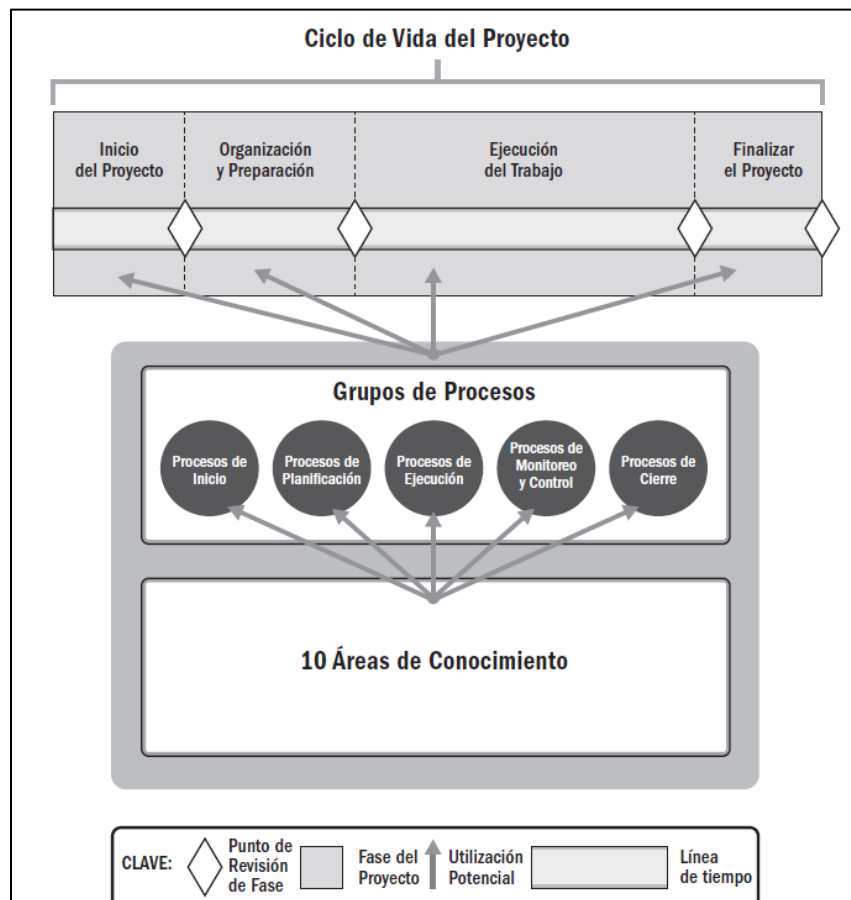 Ciclo de Vida del Proyecto
Inicio
del Proyecto
Organización
y Preparación
Ejecución
del Trabajo
Finalizar
el Proyecto
Grupos de Procesos
Procesos de
Inicio
Procesos de
Planificación
Procesos de
Ejecución
Procesos de
Monitoreo
y Control
Procesos de
Cierre
10 Áreas de Conocimiento
CLAVE:
Punto de
Revisión
de Fase
Fase del
Proyecto
Utilización
Potencial
Línea
de tiempo